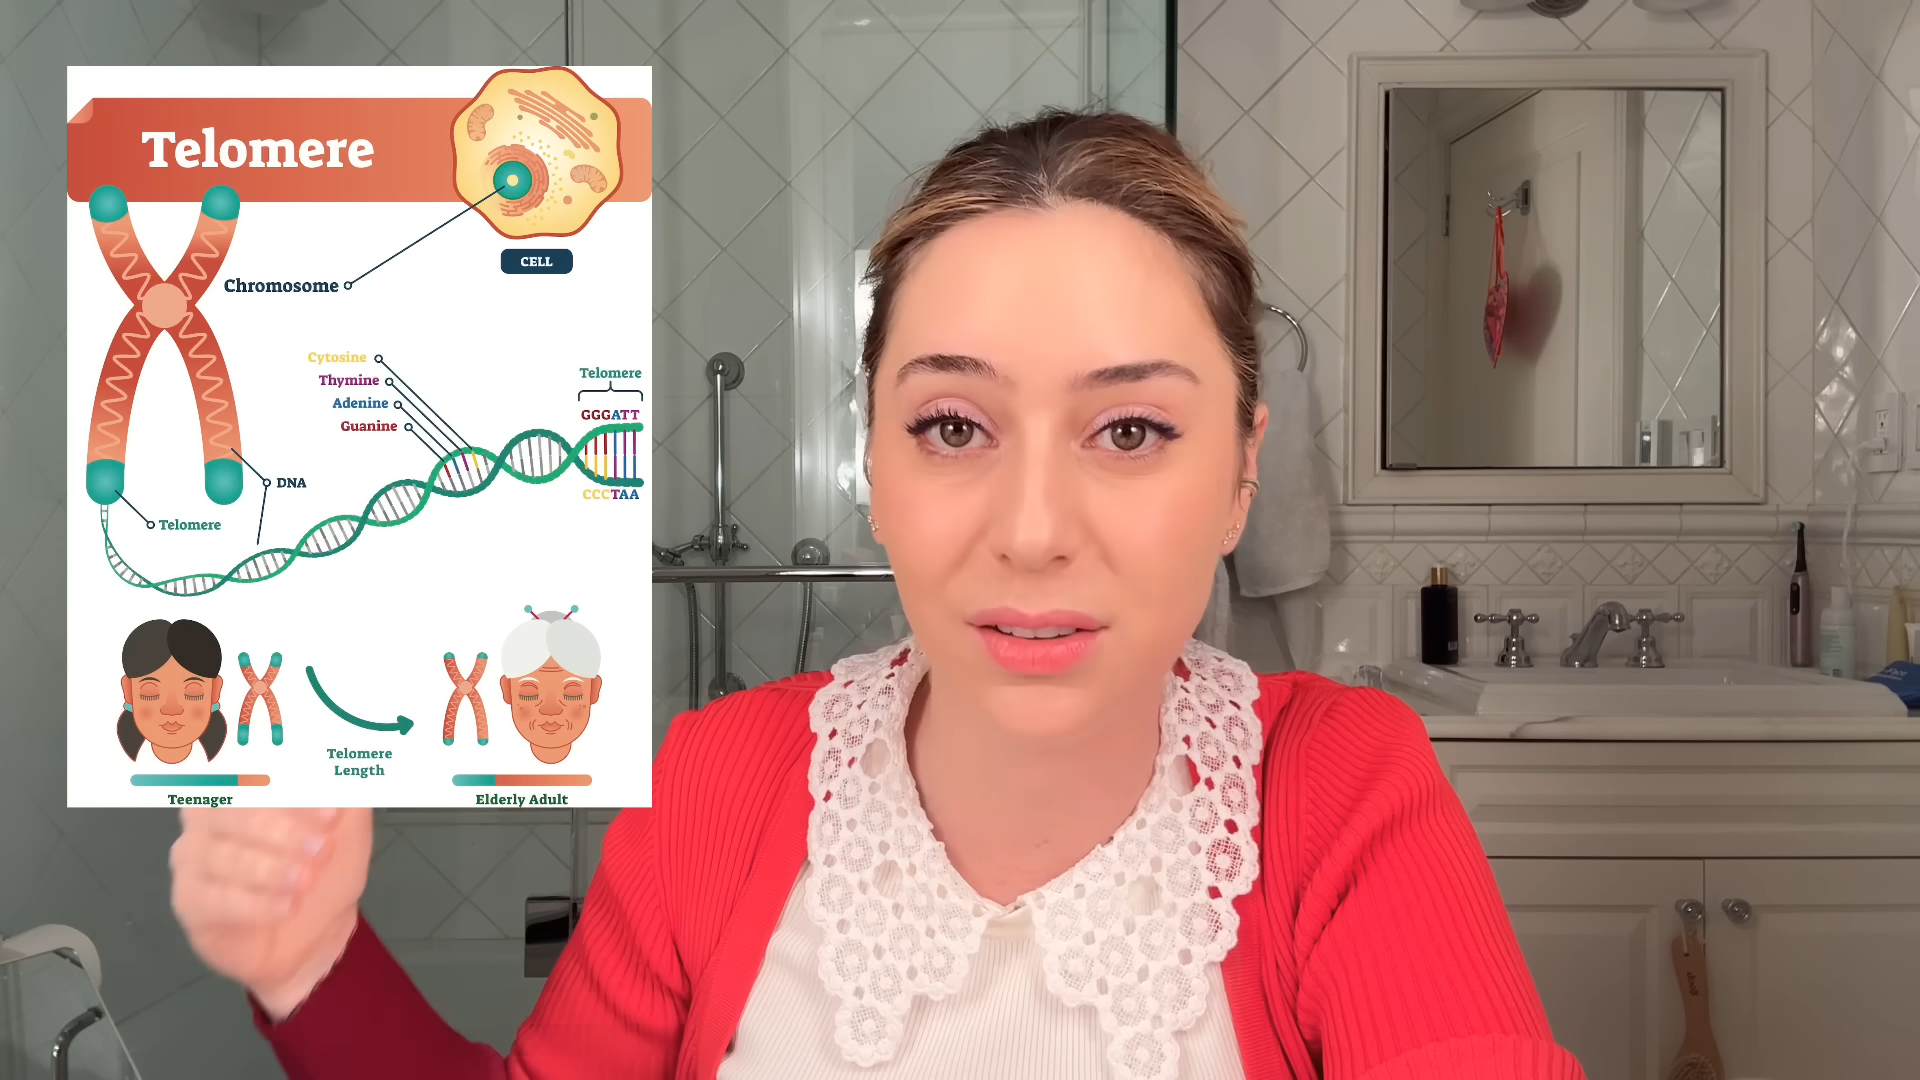 Telomere
CELL
Chromosome
Cytosine
Thymine
Adenine
Guanine
Telomere
GGGATT
CCCTAA
DNA
Telomere
Telomere
Length
Teenager
Elderly Adult